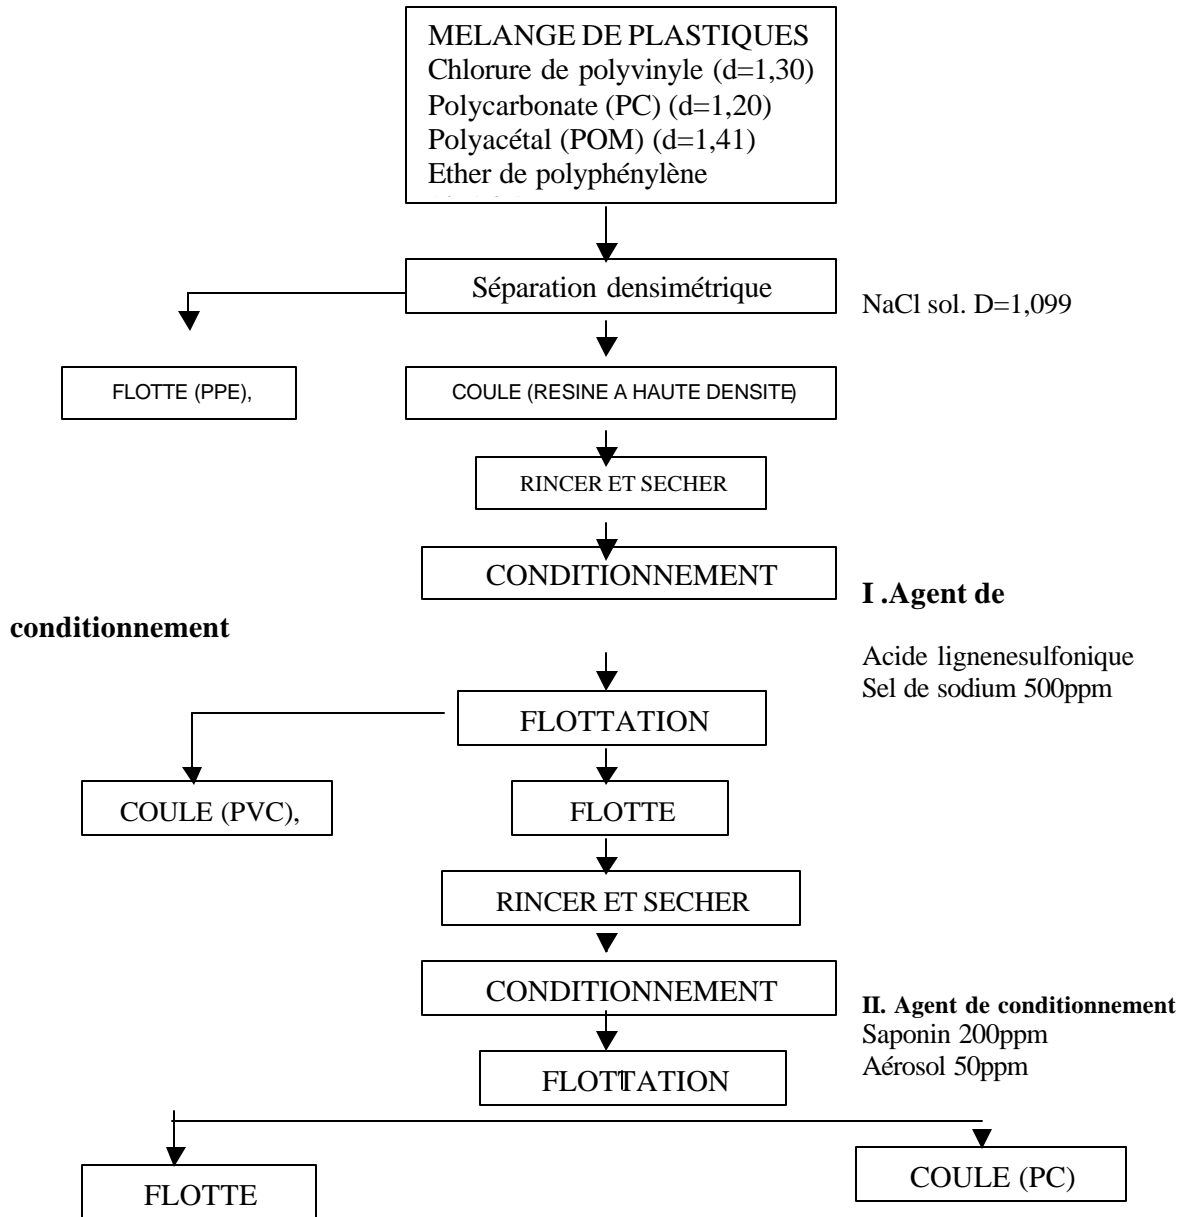 MELANGE DE PLASTIQUES
Chlorure de polyvinyle (d=1,30)
Polycarbonate (PC) (d=1,20)
Polyacétal (POM) (d=1,41)
Ether de polyphénylène
Séparation densimétrique
NaCl sol. D=1,099
FLOTTE (PPE),
COULE (RESINE A HAUTE DENSITE)
RINCER ET SECHER
CONDITIONNEMENT
I .Agent de
conditionnement
Acide lignenesulfonique
Sel de sodium 500ppm
FLOTTATION
COULE (PVC),
FLOTTE
RINCER ET SECHER
CONDITIONNEMENT
II. Agent de conditionnement
Saponin 200ppm
Aérosol 50ppm
FLOTTATION
FLOTTE
COULE (PC)